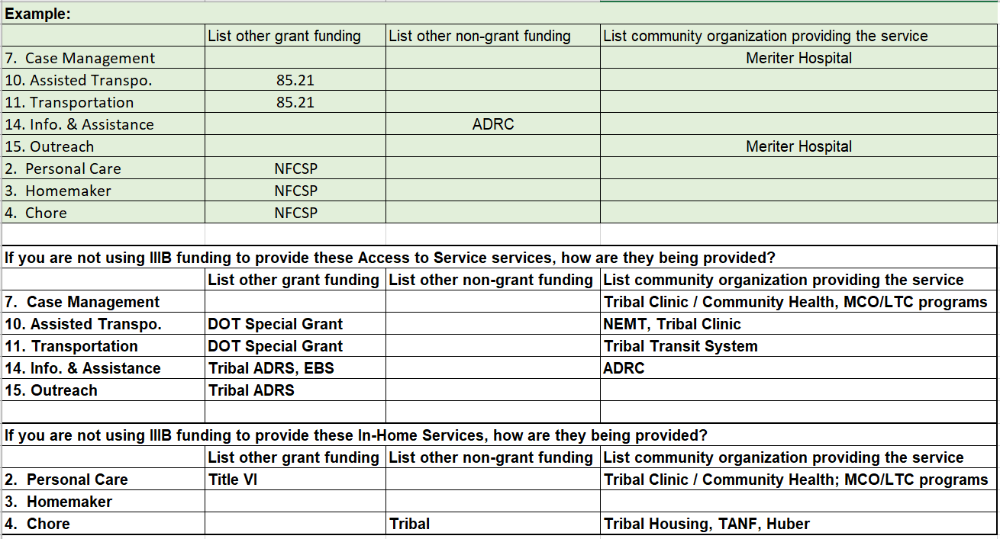 Example:
List other grant funding List other non-grant funding List community organization providing the service
7. Case Management Meriter Hospital
10. Assisted Transpo. 85.21
11. Transportation 85.21
14. Info. & Assistance ADRC
15. Outreach Meriter Hospital
2. Personal Care NFCSP
3. Homemaker NFCSP
4. Chore NFCSP
If you are not using IIIB funding to provide these Access to Service services, how are they being provided?
List other grant funding List other non-grant funding List community organization providing the service
7. Case Management Tribal Clinic / Community Health, MCO/LTC programs
10. Assisted Transpo. DOT Special Grant NEMT, Tribal Clinic
11. Transportation DOT Special Grant Tribal Transit System
14. Info. & Assistance Tribal ADRS, EBS ADRC
15. Outreach Tribal ADRS
If you are not using IIIB funding to provide these In-Home Services, how are they being provided?
List other grant funding List other non-grant funding List community organization providing the service
2. Personal Care Title VI Tribal Clinic / Community Health; MCO/LTC programs
3. Homemaker
4. Chore Tribal Tribal Housing, TANF, Huber